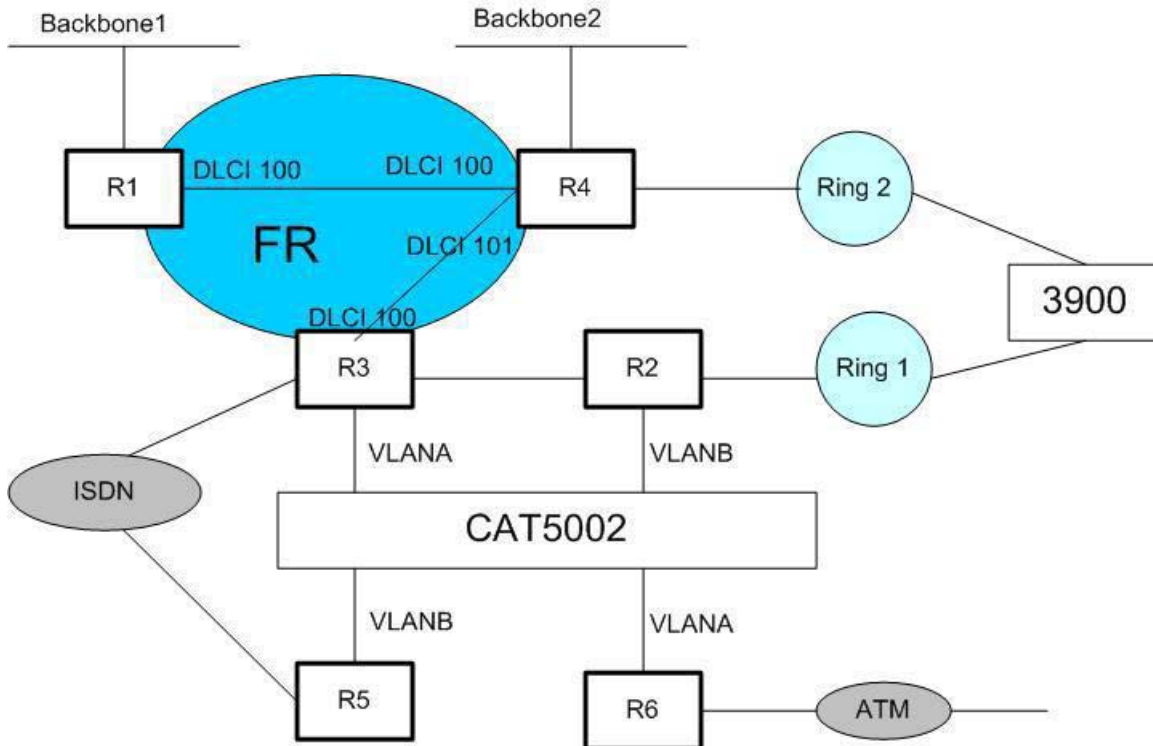 Backbone1
Backbone2
DLCI 100
DLCI 100
R1
R4
Ring 2
FR
DLCI 101
3900
DLCI 100
R3
R2
Ring 1
VLANA
VLANB
ISDN
CAT5002
VLANB
VLANA
R5
R6
ATM